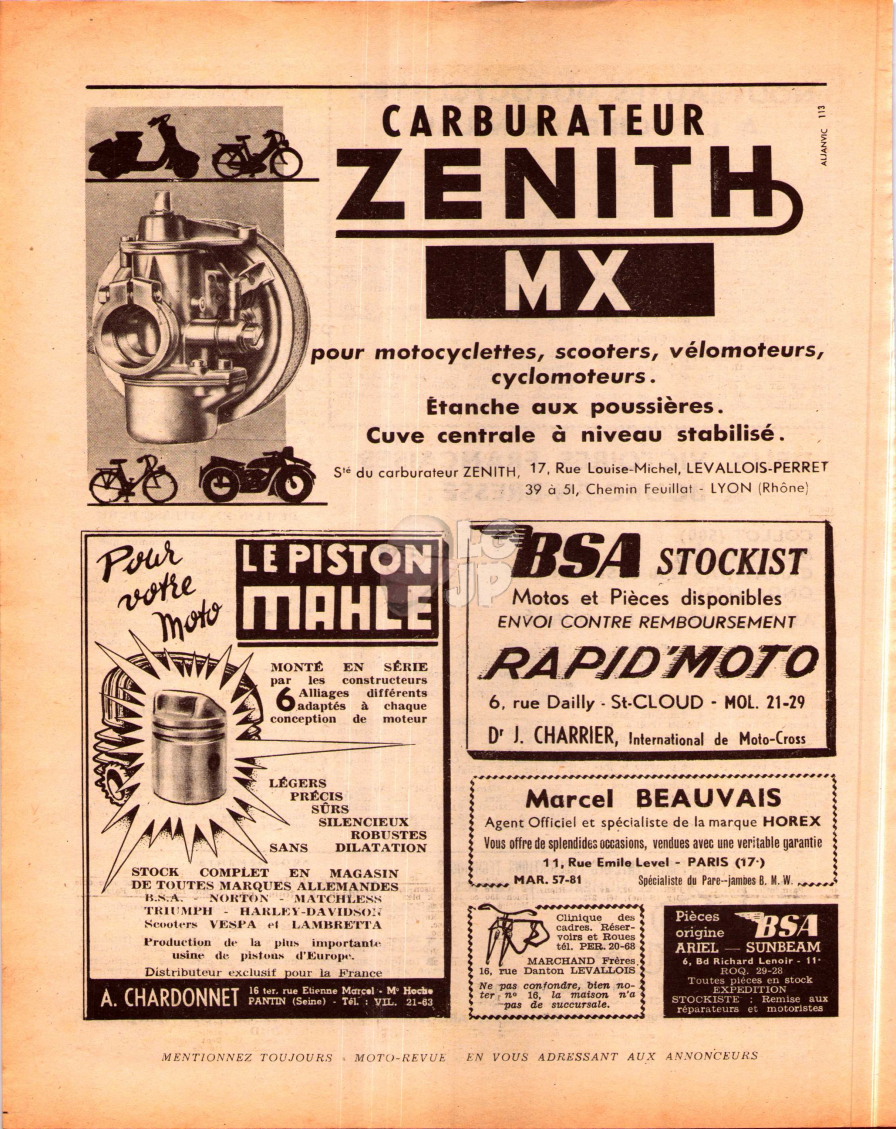 CARBURATEUR
ZENITH
MX
ALJANVIC 113
pour motocyclettes, scooters, vélomoteurs,
cyclomoteurs.
Étanche aux poussières.
Cuve centrale à niveau stabilisé.
Sté du carburateur ZENITH, 17, Rue Louise-Michel, LEVALLOIS-PERRET
39 à 51, Chemin Feuillat - LYON (Rhône)
Pour
votre
Moto
LE PISTON
MAHLE
MONTÉ EN SÉRIE
par les constructeurs
6 Alliages différents
adaptés à chaque
conception de moteur
LÉGERS
PRÉCIS
SÛRS
SILENCIEUX
ROBUSTES
SANS DILATATION
STOCK COMPLET EN MAGASIN
DE TOUTES MARQUES ALLEMANDES
B.S.A. - NORTON - MATCHLESS
TRIUMPH - HARLEY-DAVIDSON
Scooters VESPA et LAMBRETTA
Production de la plus importante
usine de pistons d'Europe.
Distributeur exclusif pour la France
A. CHARDONNET 16 ter, rue Etienne Marcel - Mo Hoche
PANTIN (Seine) - Tél. : VIL. 21-63
BSA STOCKIST
Motos et Pièces disponibles
ENVOI CONTRE REMBOURSEMENT
RAPID'MOTO
6, rue Dailly - St-CLOUD - MOL. 21-29
Dr J. CHARRIER, International de Moto-Cross
Marcel BEAUVAIS
Agent Officiel et spécialiste de la marque HOREX
Vous offre de splendides occasions, vendues avec une veritable garantie
11, Rue Emile Level - PARIS (17e)
MAR. 57-81 Spécialiste du Pare-jambes B. M. W.
Clinique des
cadres. Réser-
voirs et Roues
tél. PER. 20-68
MARCHAND Frères
16, rue Danton LEVALLOIS
Ne pas confondre, bien no-
ter no 16, la maison n'a
pas de succursale.
Pièces
origine BSA
ARIEL — SUNBEAM
6, Bd Richard Lenoir - 11e
ROQ. 29-28
Toutes pièces en stock
EXPEDITION
STOCKISTE : Remise aux
réparateurs et motoristes
MENTIONNEZ TOUJOURS « MOTO-REVUE » EN VOUS ADRESSANT AUX ANNONCEURS